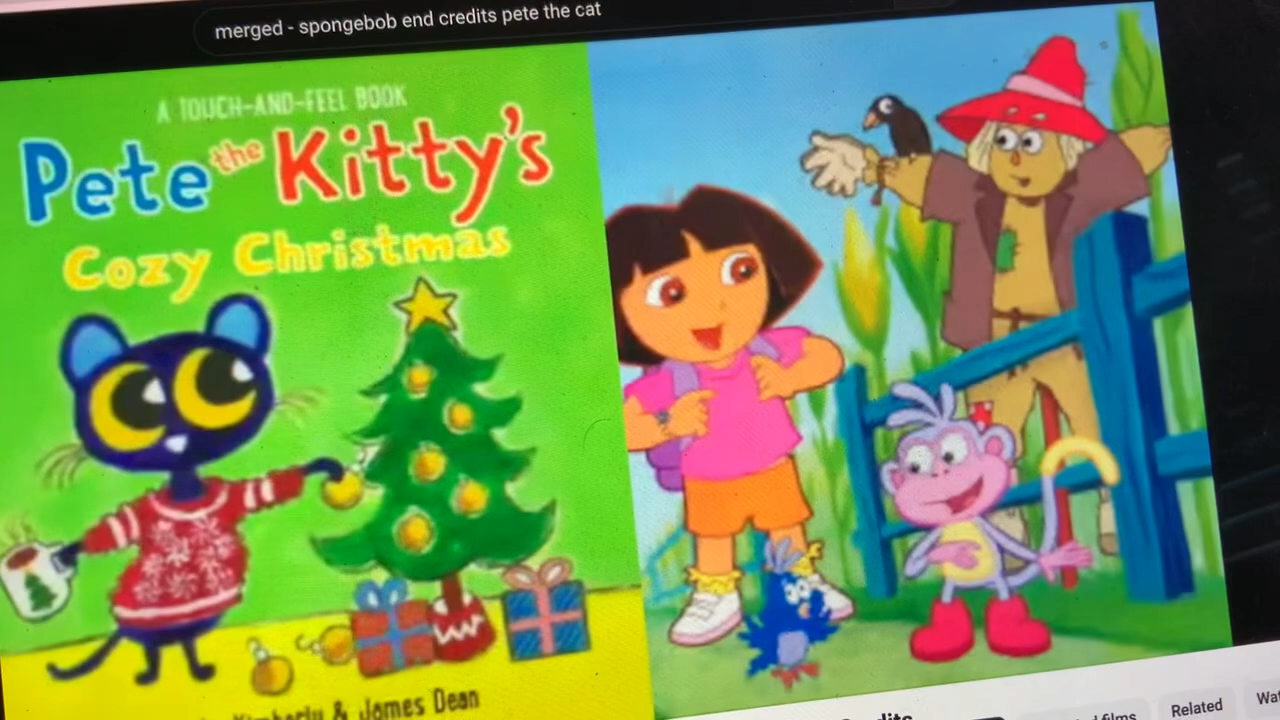 merged - spongebob end credits pete the cat
A TOUCH-AND-FEEL BOOK
Pete the Kitty's
Cozy Christmas
Kimberly & James Dean
Related